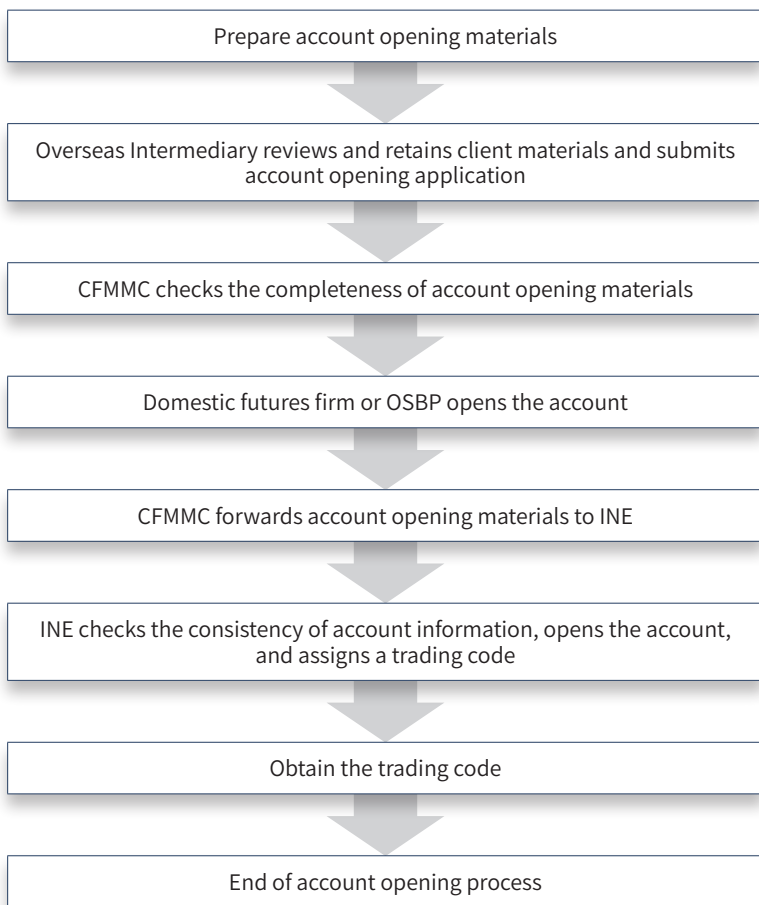 Prepare account opening materials
Overseas Intermediary reviews and retains client materials and submits
account opening application
CFMMC checks the completeness of account opening materials
Domestic futures firm or OSBP opens the account
CFMMC forwards account opening materials to INE
INE checks the consistency of account information, opens the account,
and assigns a trading code
Obtain the trading code
End of account opening process